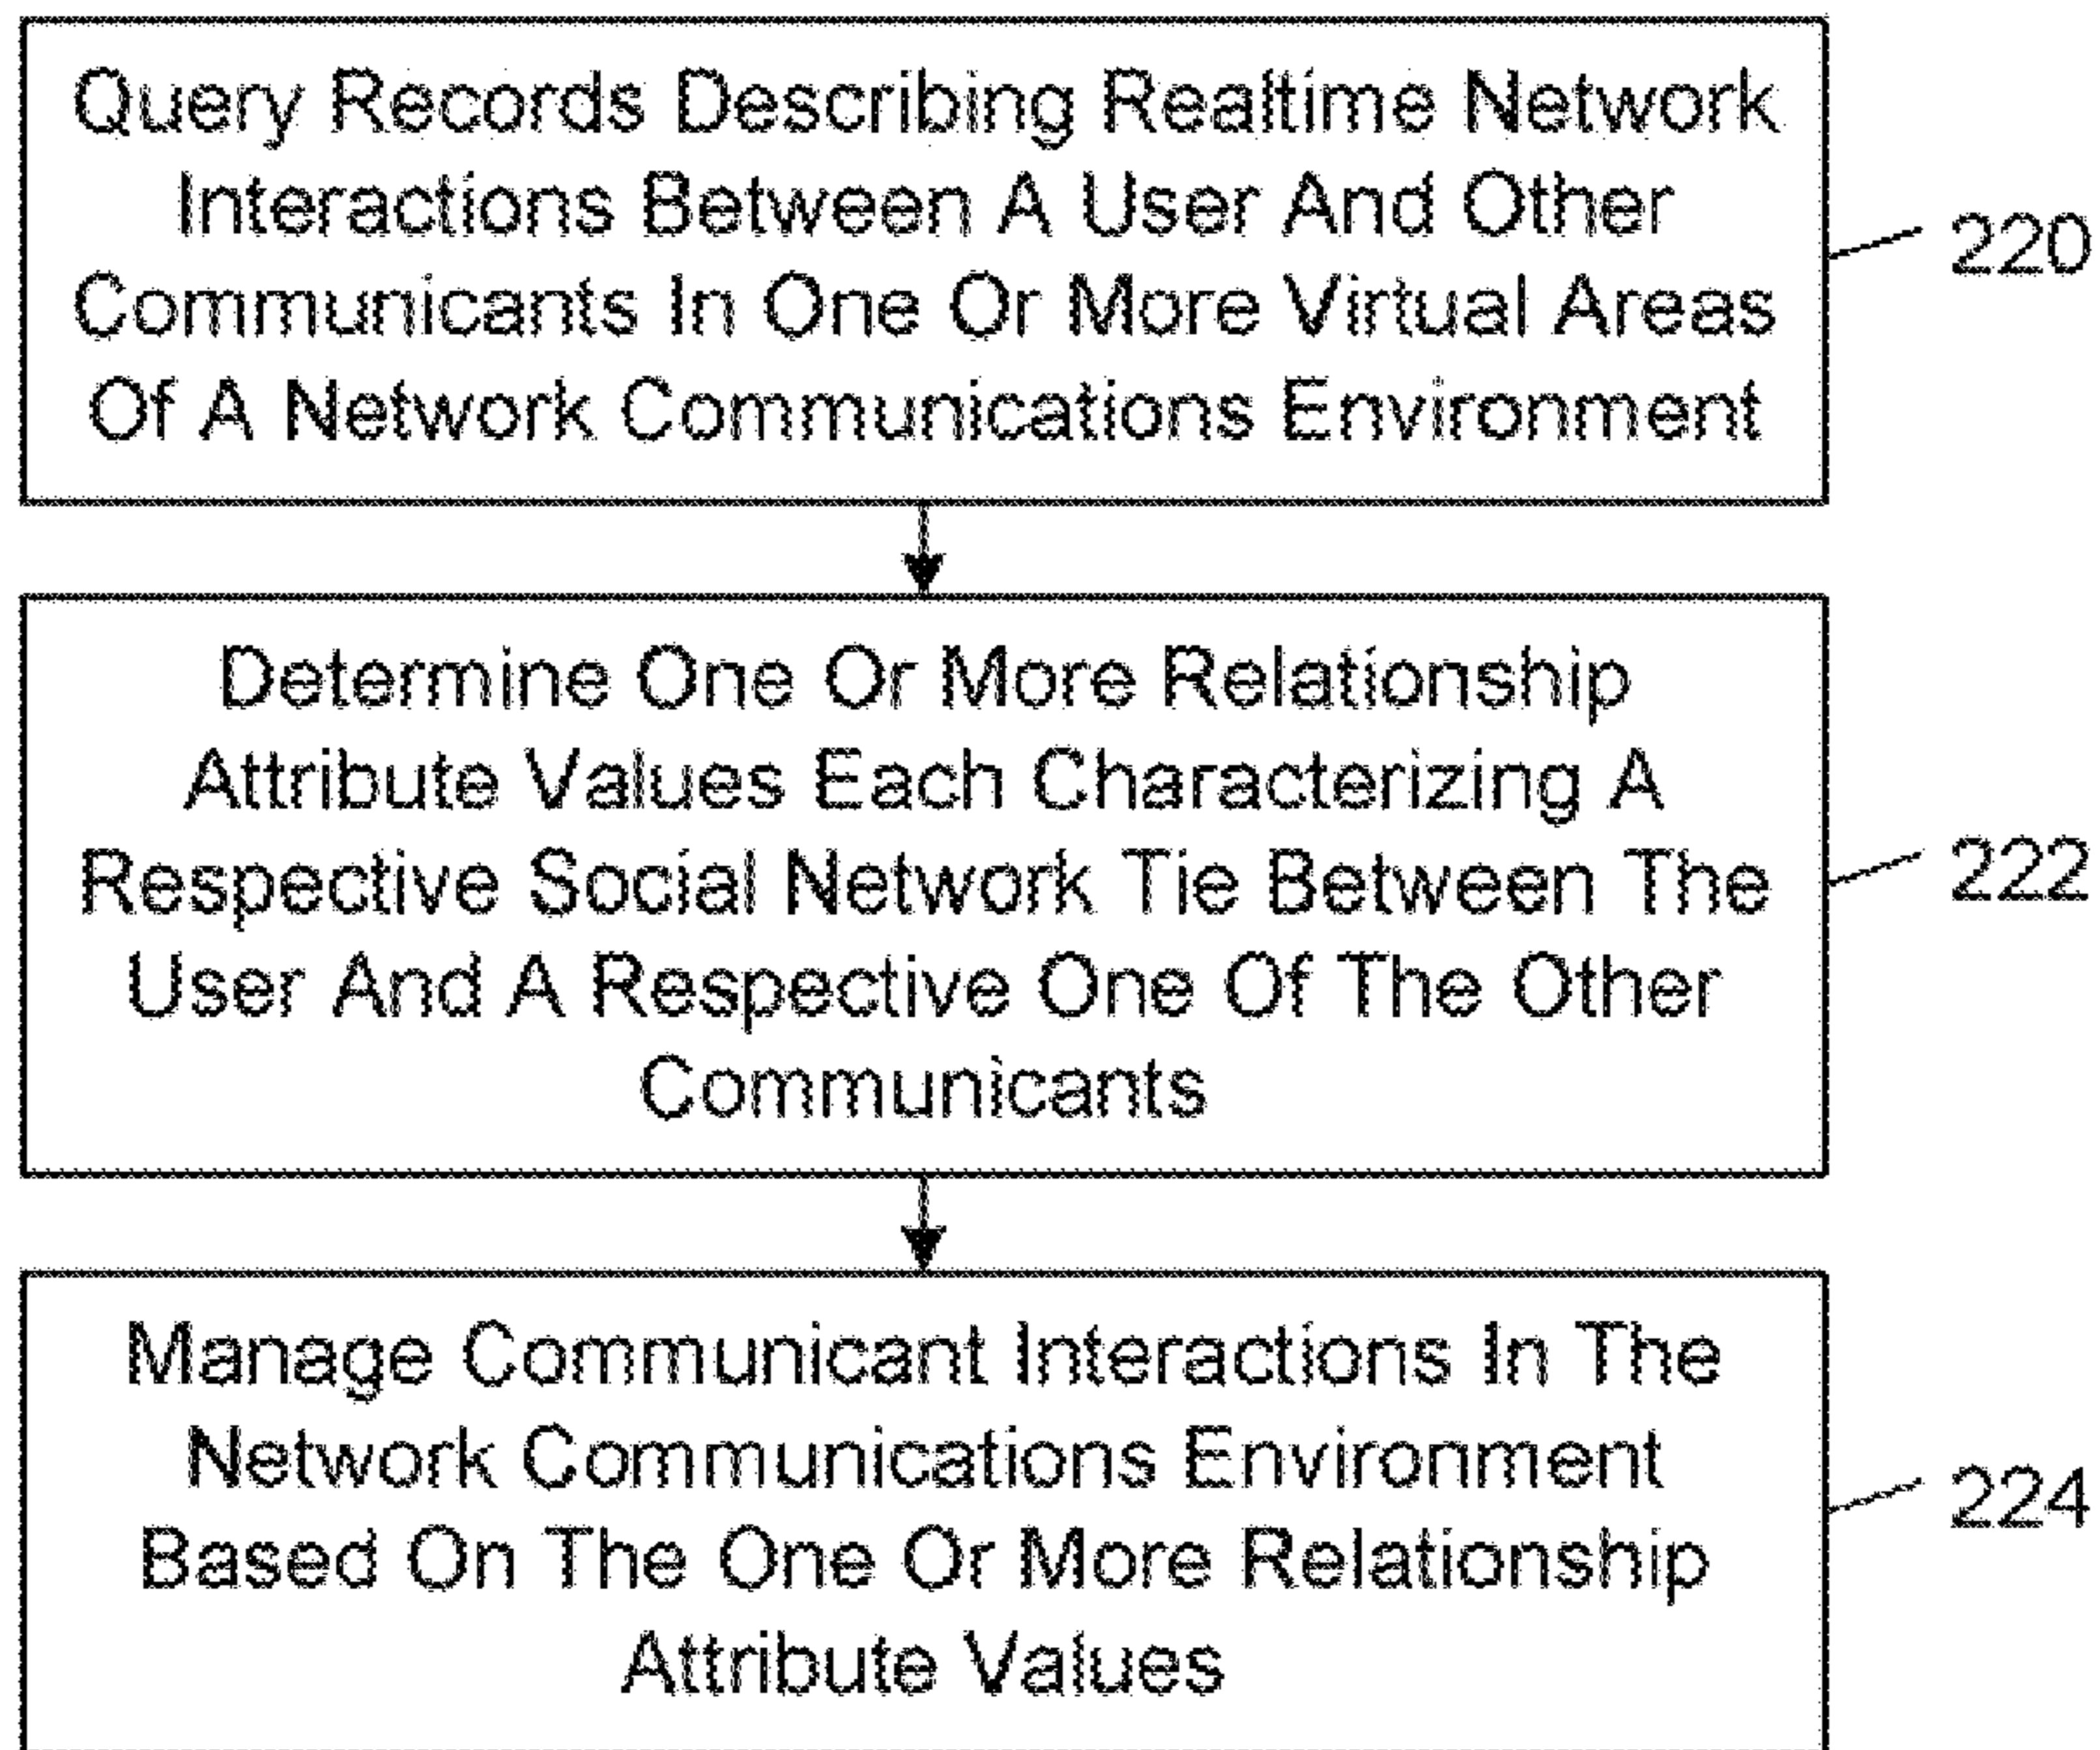 Query Records Describing Realtime Network
Interactions Between A User And Other
Communicants In One Or More Virtual Areas
Of A Network Communications Environment
220
Determine One Or More Relationship
Attribute Values Each Characterizing A
Respective Social Network Tie Between The
User And A Respective One Of The Other
Communicants
222
Manage Communicant Interactions In The
Network Communications Environment
Based On The One Or More Relationship
Attribute Values
224